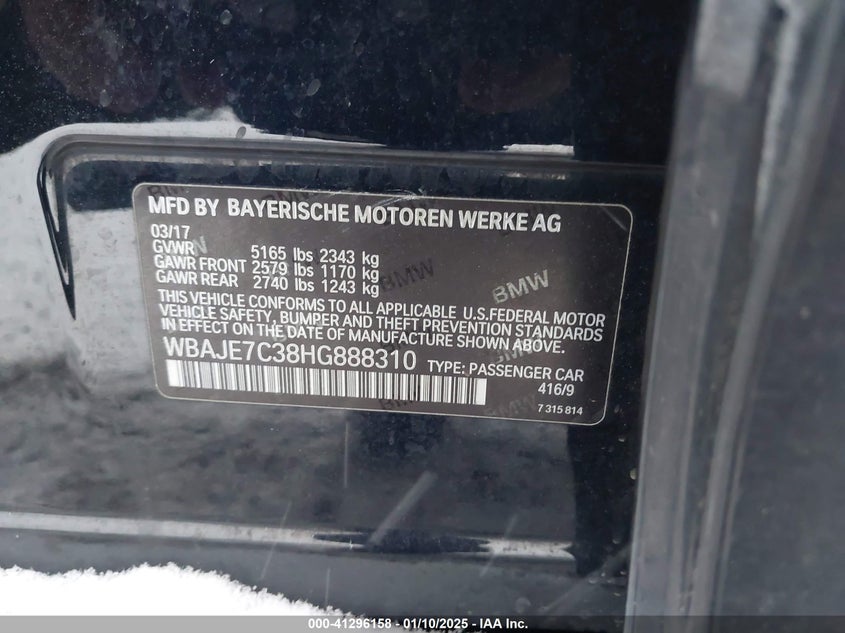 MFD BY BAYERISCHE MOTOREN WERKE AG
03/17
GVWR 5165 lbs 2343 kg
GAWR FRONT 2579 lbs 1170 kg
GAWR REAR 2740 lbs 1243 kg
BMW
BMW
THIS VEHICLE CONFORMS TO ALL APPLICABLE U.S.FEDERAL MOTOR
VEHICLE SAFETY, BUMPER AND THEFT PREVENTION STANDARDS
IN EFFECT ON THE DATE OF MANUFACTURE SHOWN ABOVE.
WBAJE7C38HG888310 TYPE: PASSENGER CAR
416/9
BMW
7 315 814
000-41296158 - 01/10/2025 - IAA Inc.